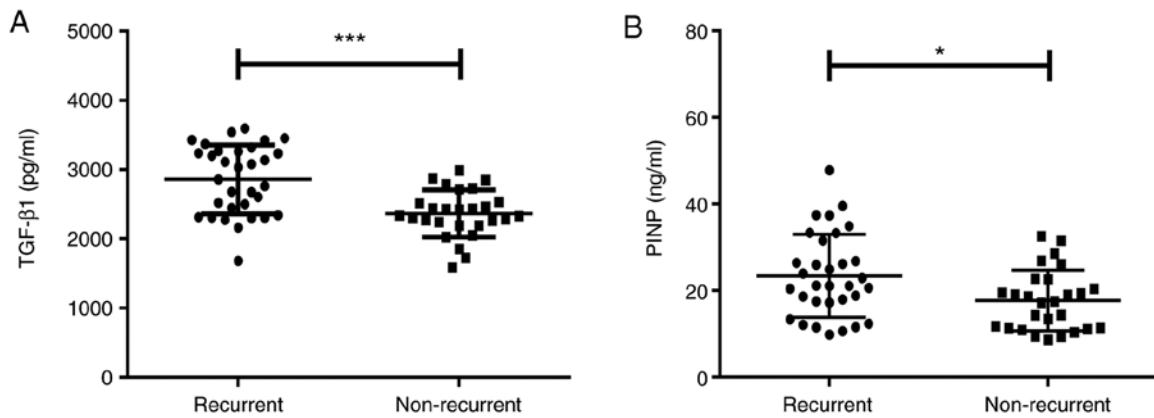 A
TGF-β1 (pg/ml)
5000
4000
3000
2000
1000
0
***
Recurrent
Non-recurrent
B
PINP (ng/ml)
80
60
40
20
0
*
Recurrent
Non-recurrent